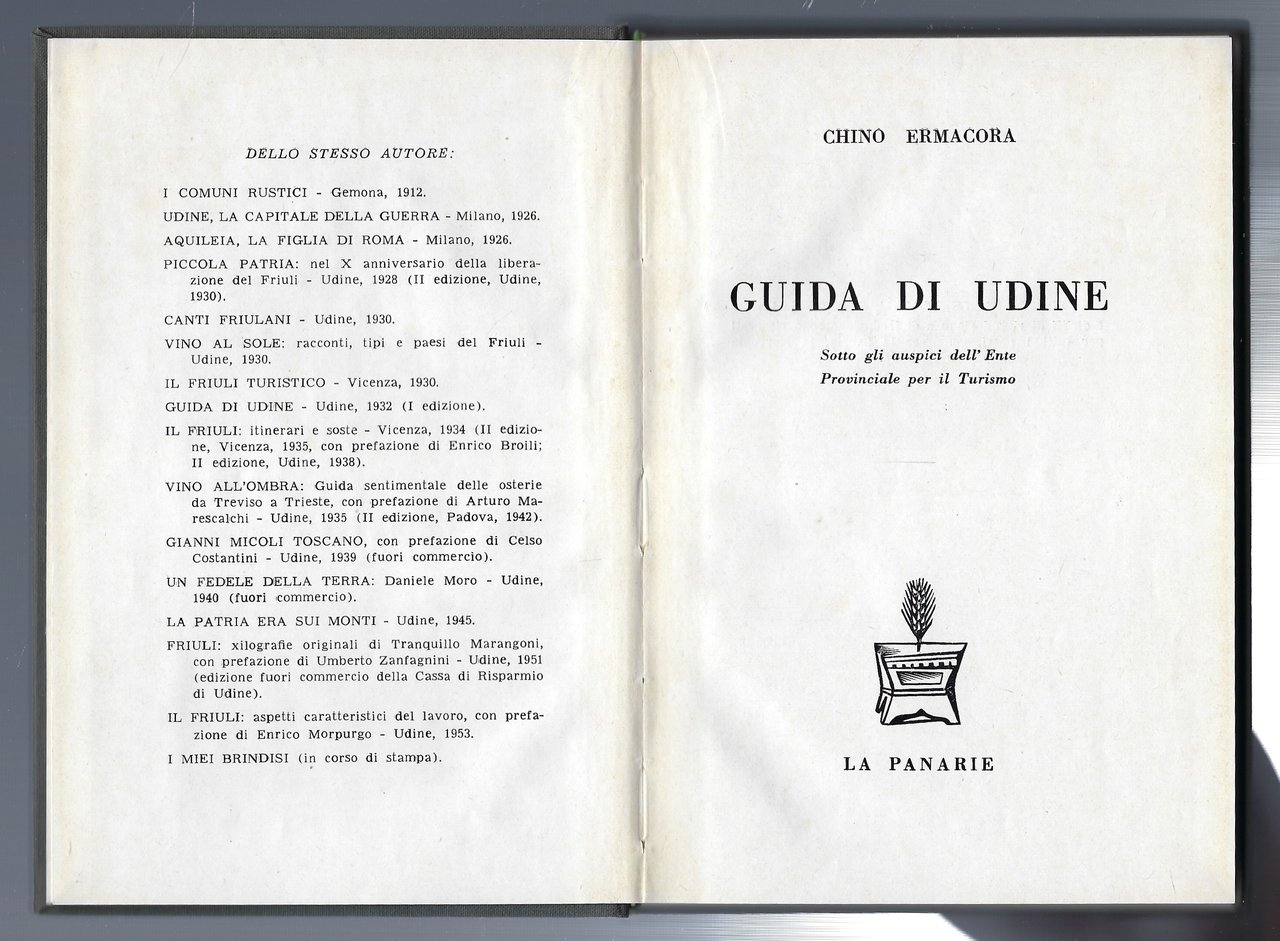 DELLO STESSO AUTORE:
I COMUNI RUSTICI - Gemona, 1912.
UDINE, LA CAPITALE DELLA GUERRA - Milano, 1926.
AQUILEIA, LA FIGLIA DI ROMA - Milano, 1926.
PICCOLA PATRIA: nel X anniversario della libera-
zione del Friuli - Udine, 1928 (II edizione, Udine,
1930).
CANTI FRIULANI - Udine, 1930.
VINO AL SOLE: racconti, tipi e paesi del Friuli -
Udine, 1930.
IL FRIULI TURISTICO - Vicenza, 1930.
GUIDA DI UDINE - Udine, 1932 (I edizione).
IL FRIULI: itinerari e soste - Vicenza, 1934 (II edizio-
ne, Vicenza, 1935, con prefazione di Enrico Broili;
II edizione, Udine, 1938).
VINO ALL'OMBRA: Guida sentimentale delle osterie
da Treviso a Trieste, con prefazione di Arturo Ma-
rescalchi - Udine, 1935 (II edizione, Padova, 1942).
GIANNI MICOLI TOSCANO, con prefazione di Celso
Costantini - Udine, 1939 (fuori commercio).
UN FEDELE DELLA TERRA: Daniele Moro - Udine,
1940 (fuori commercio).
LA PATRIA ERA SUI MONTI - Udine, 1945.
FRIULI: xilografie originali di Tranquillo Marangoni,
con prefazione di Umberto Zanfagnini - Udine, 1951
(edizione fuori commercio della Cassa di Risparmio
di Udine).
IL FRIULI: aspetti caratteristici del lavoro, con prefa-
zione di Enrico Morpurgo - Udine, 1953.
I MIEI BRINDISI (in corso di stampa).
CHINO ERMACORA
GUIDA DI UDINE
Sotto gli auspici dell' Ente
Provinciale per il Turismo
LA PANARIE